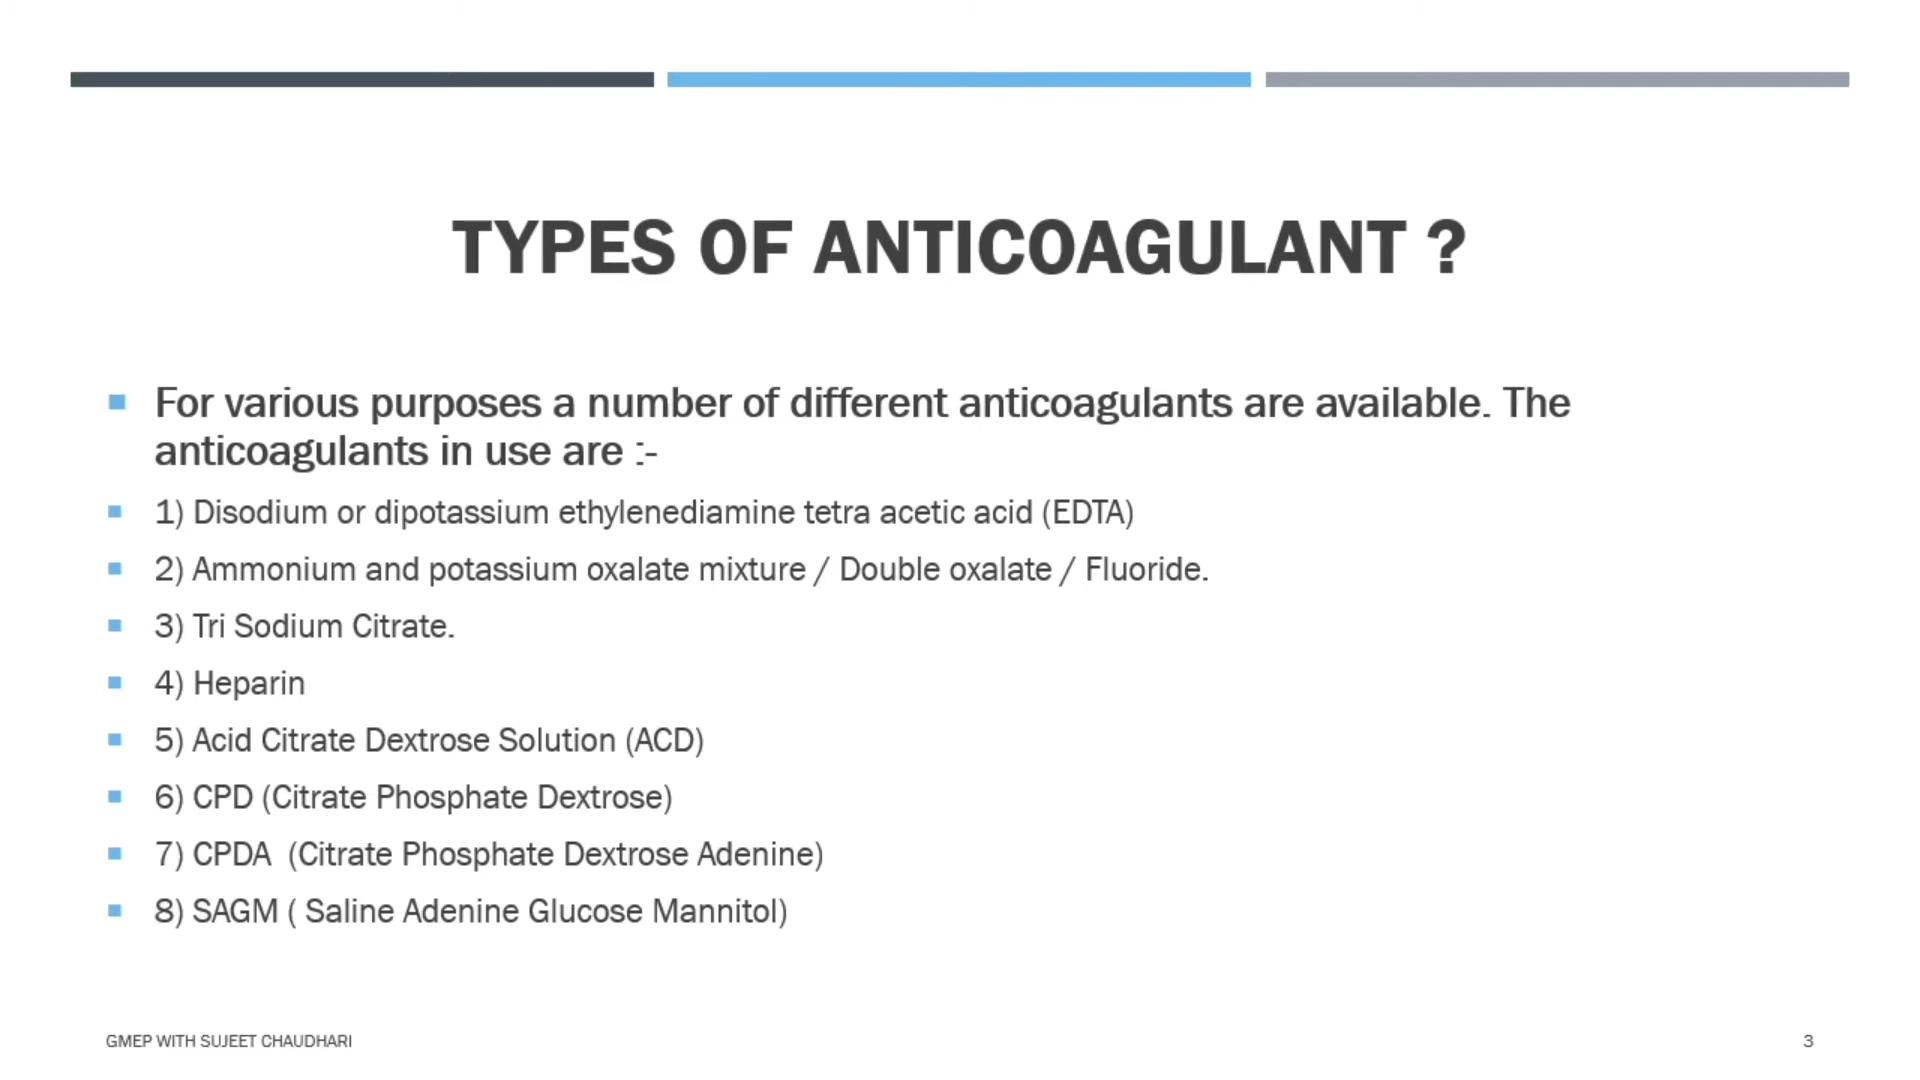 TYPES OF ANTICOAGULANT ?
For various purposes a number of different anticoagulants are available. The
anticoagulants in use are :-
1) Disodium or dipotassium ethylenediamine tetra acetic acid (EDTA)
2) Ammonium and potassium oxalate mixture / Double oxalate / Fluoride.
3) Tri Sodium Citrate.
4) Heparin
5) Acid Citrate Dextrose Solution (ACD)
6) CPD (Citrate Phosphate Dextrose)
7) CPDA  (Citrate Phosphate Dextrose Adenine)
8) SAGM ( Saline Adenine Glucose Mannitol)
GMEP WITH SUJEET CHAUDHARI
3